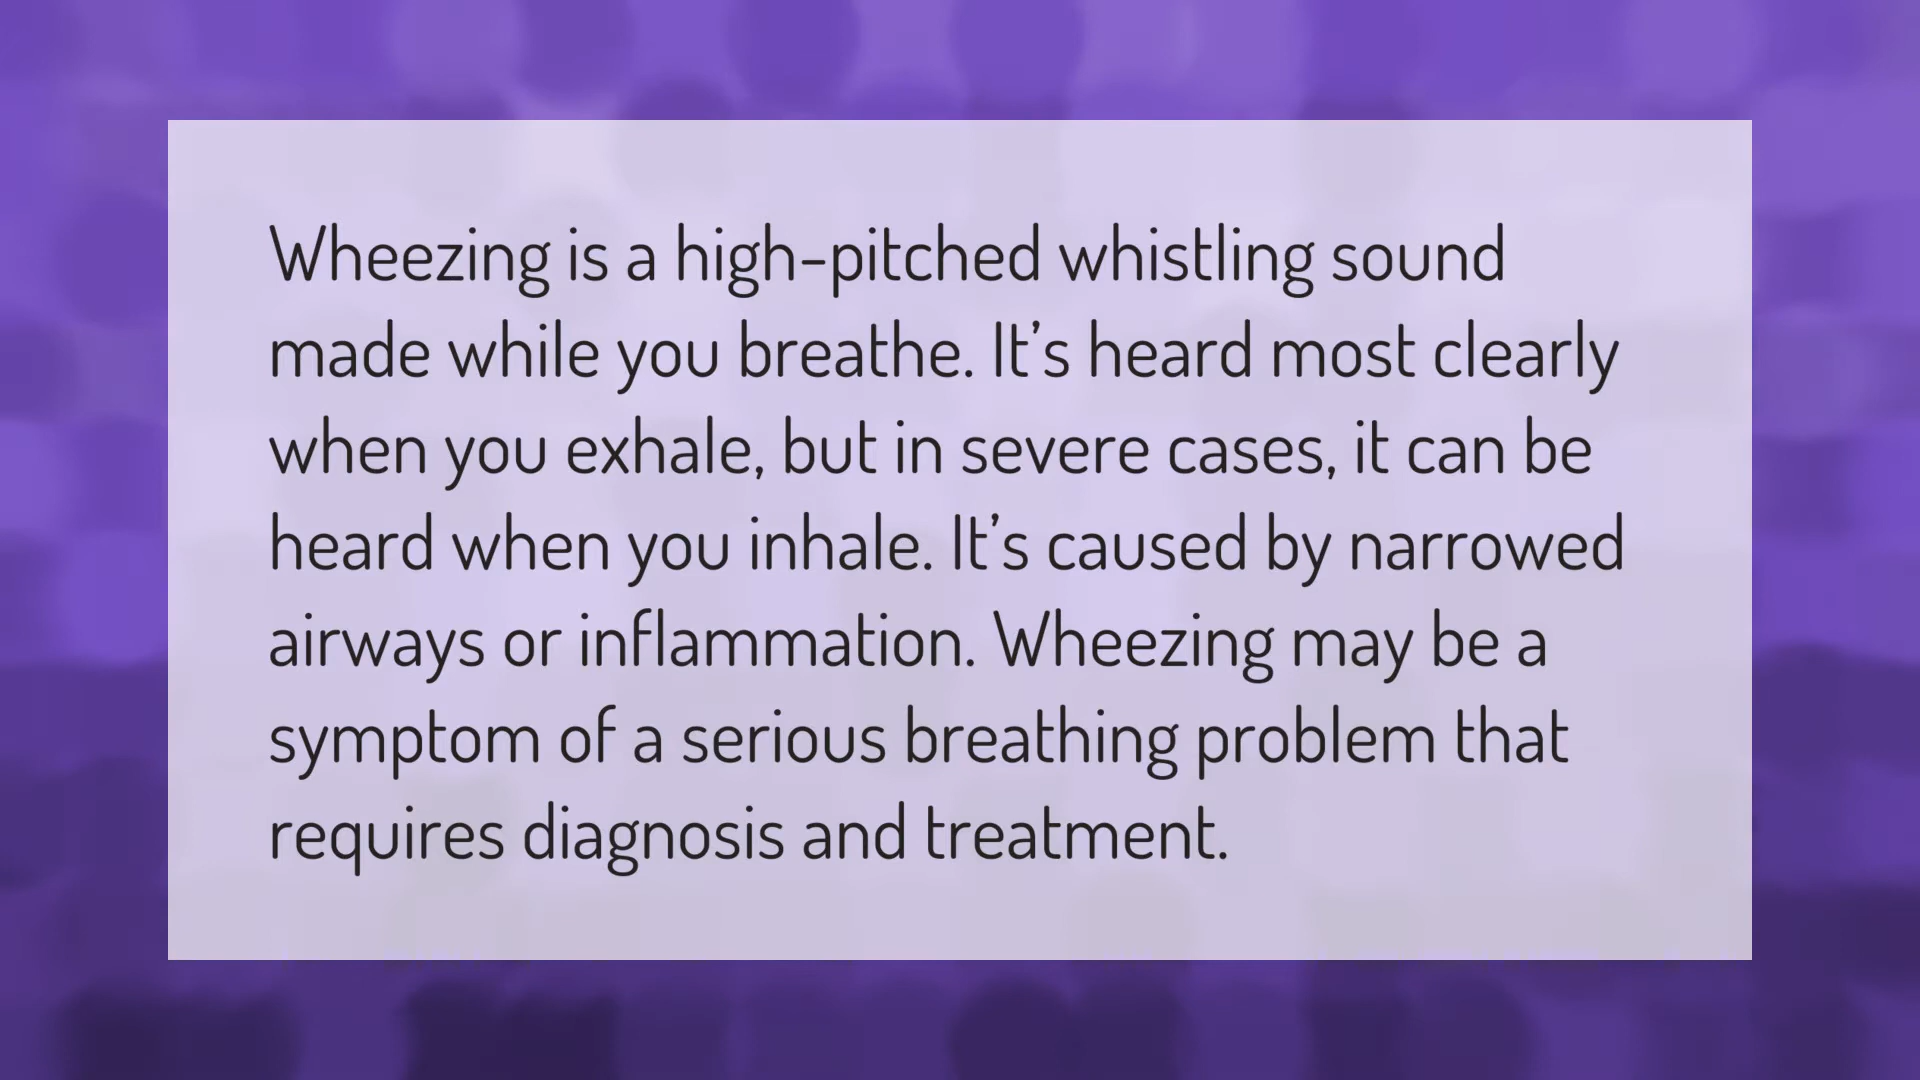 Wheezing is a high-pitched whistling sound
made while you breathe. It’s heard most clearly
when you exhale, but in severe cases, it can be
heard when you inhale. It’s caused by narrowed
airways or inflammation. Wheezing may be a
symptom of a serious breathing problem that
requires diagnosis and treatment.